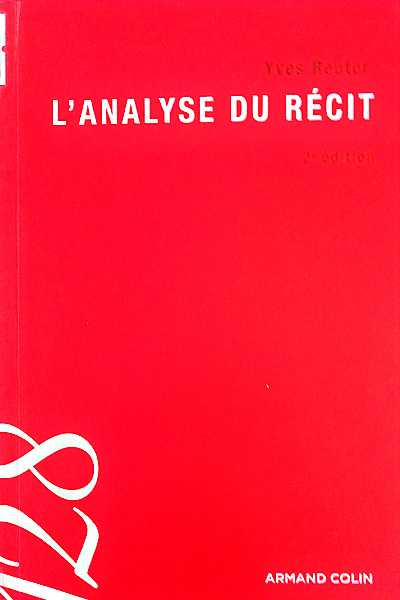 Yves Reuter
L'ANALYSE DU RÉCIT
2e édition
128
ARMAND COLIN